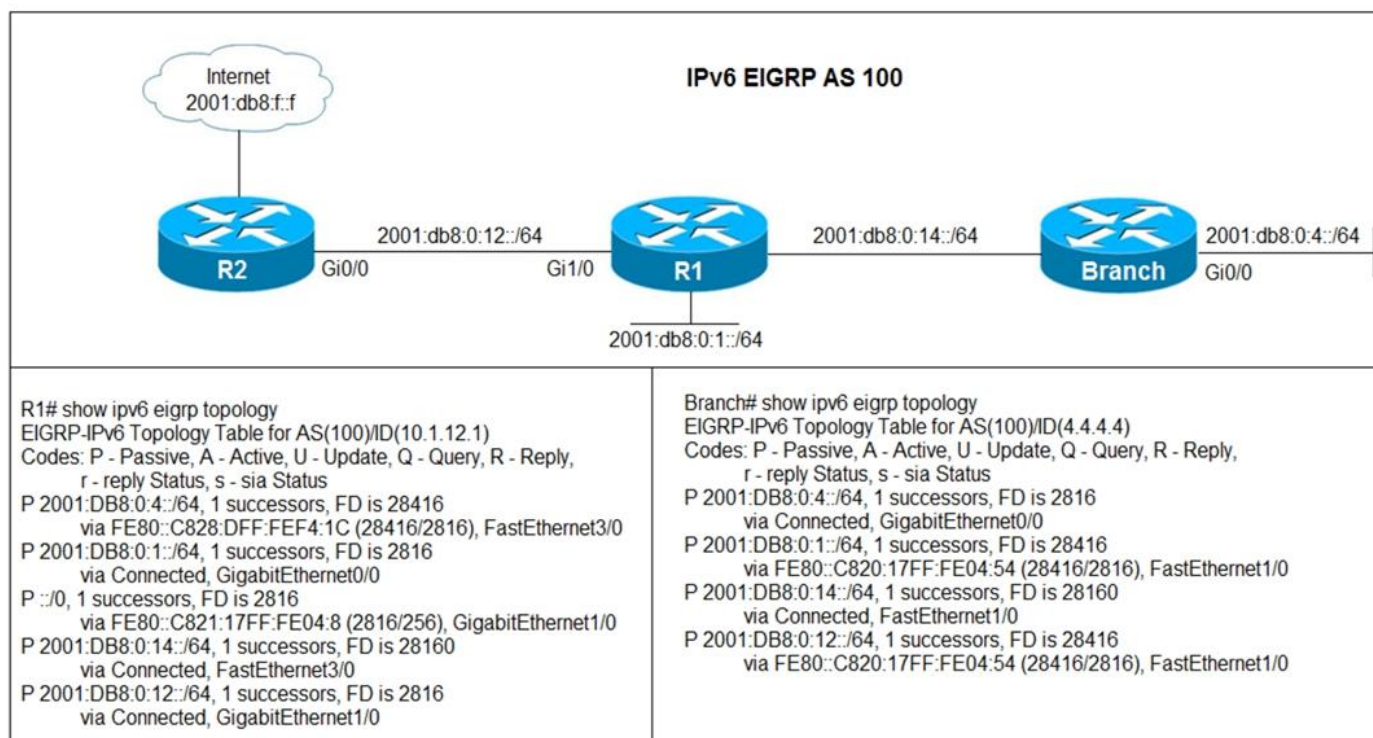 Internet
2001:db8:f::f
IPv6 EIGRP AS 100
2001:db8:0:12::/64
2001:db8:0:14::/64
2001:db8:0:4::/64
R2
Gi0/0
Gi1/0
R1
Branch
Gi0/0
2001:db8:0:1::/64
R1# show ipv6 eigrp topology
EIGRP-IPv6 Topology Table for AS(100)/ID(10.1.12.1)
Codes: P - Passive, A - Active, U - Update, Q - Query, R - Reply,
r - reply Status, s - sia Status
P 2001:DB8:0:4::/64, 1 successors, FD is 28416
via FE80::C828:DFF:FEF4:1C (28416/2816), FastEthernet3/0
P 2001:DB8:0:1::/64, 1 successors, FD is 2816
via Connected, GigabitEthernet0/0
P ::/0, 1 successors, FD is 2816
via FE80::C821:17FF:FE04:8 (2816/256), GigabitEthernet1/0
P 2001:DB8:0:14::/64, 1 successors, FD is 28160
via Connected, FastEthernet3/0
P 2001:DB8:0:12::/64, 1 successors, FD is 2816
via Connected, GigabitEthernet1/0
Branch# show ipv6 eigrp topology
EIGRP-IPv6 Topology Table for AS(100)/ID(4.4.4.4)
Codes: P - Passive, A - Active, U - Update, Q - Query, R - Reply,
r - reply Status, s - sia Status
P 2001:DB8:0:4::/64, 1 successors, FD is 2816
via Connected, GigabitEthernet0/0
P 2001:DB8:0:1::/64, 1 successors, FD is 28416
via FE80::C820:17FF:FE04:54 (28416/2816), FastEthernet1/0
P 2001:DB8:0:14::/64, 1 successors, FD is 28160
via Connected, FastEthernet1/0
P 2001:DB8:0:12::/64, 1 successors, FD is 28416
via FE80::C820:17FF:FE04:54 (28416/2816), FastEthernet1/0